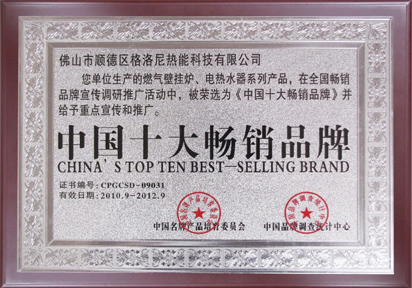 佛山市顺德区格洛尼热能科技有限公司
您单位生产的燃气壁挂炉、电热水器系列产品，在全国畅销
品牌宣传调研推广活动中，被荣选为《中国十大畅销品牌》并
给予重点宣传和推广。
中国十大畅销品牌
CHINA'S TOP TEN BEST—SELLING BRAND
证书编号：CPGCSD-09031
有效日期：2010.9-2012.9
中国名牌产品培育委员会 中国品牌调查统计中心